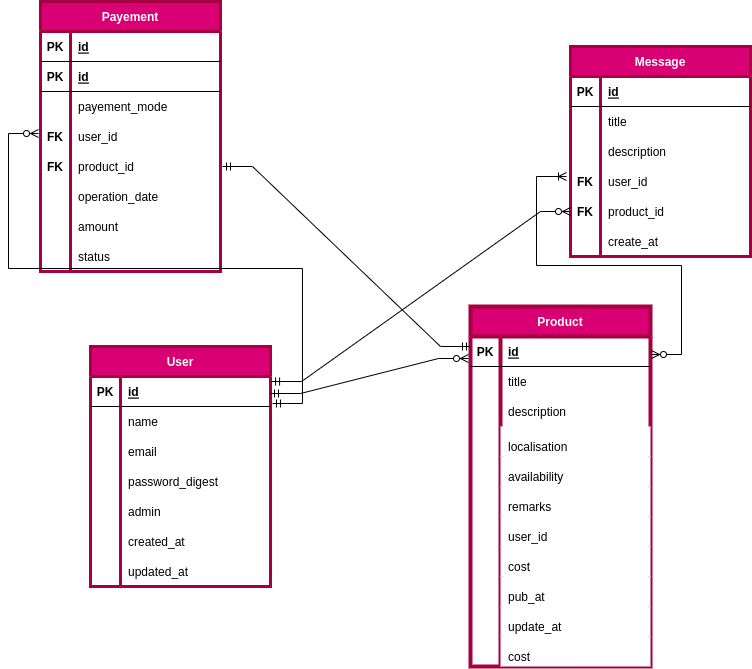 Payement
PK id
PK id
payement_mode
FK user_id
FK product_id
operation_date
amount
status
Message
PK id
title
description
FK user_id
FK product_id
create_at
User
PK id
name
email
password_digest
admin
created_at
updated_at
Product
PK id
title
description
localisation
availability
remarks
user_id
cost
pub_at
update_at
cost